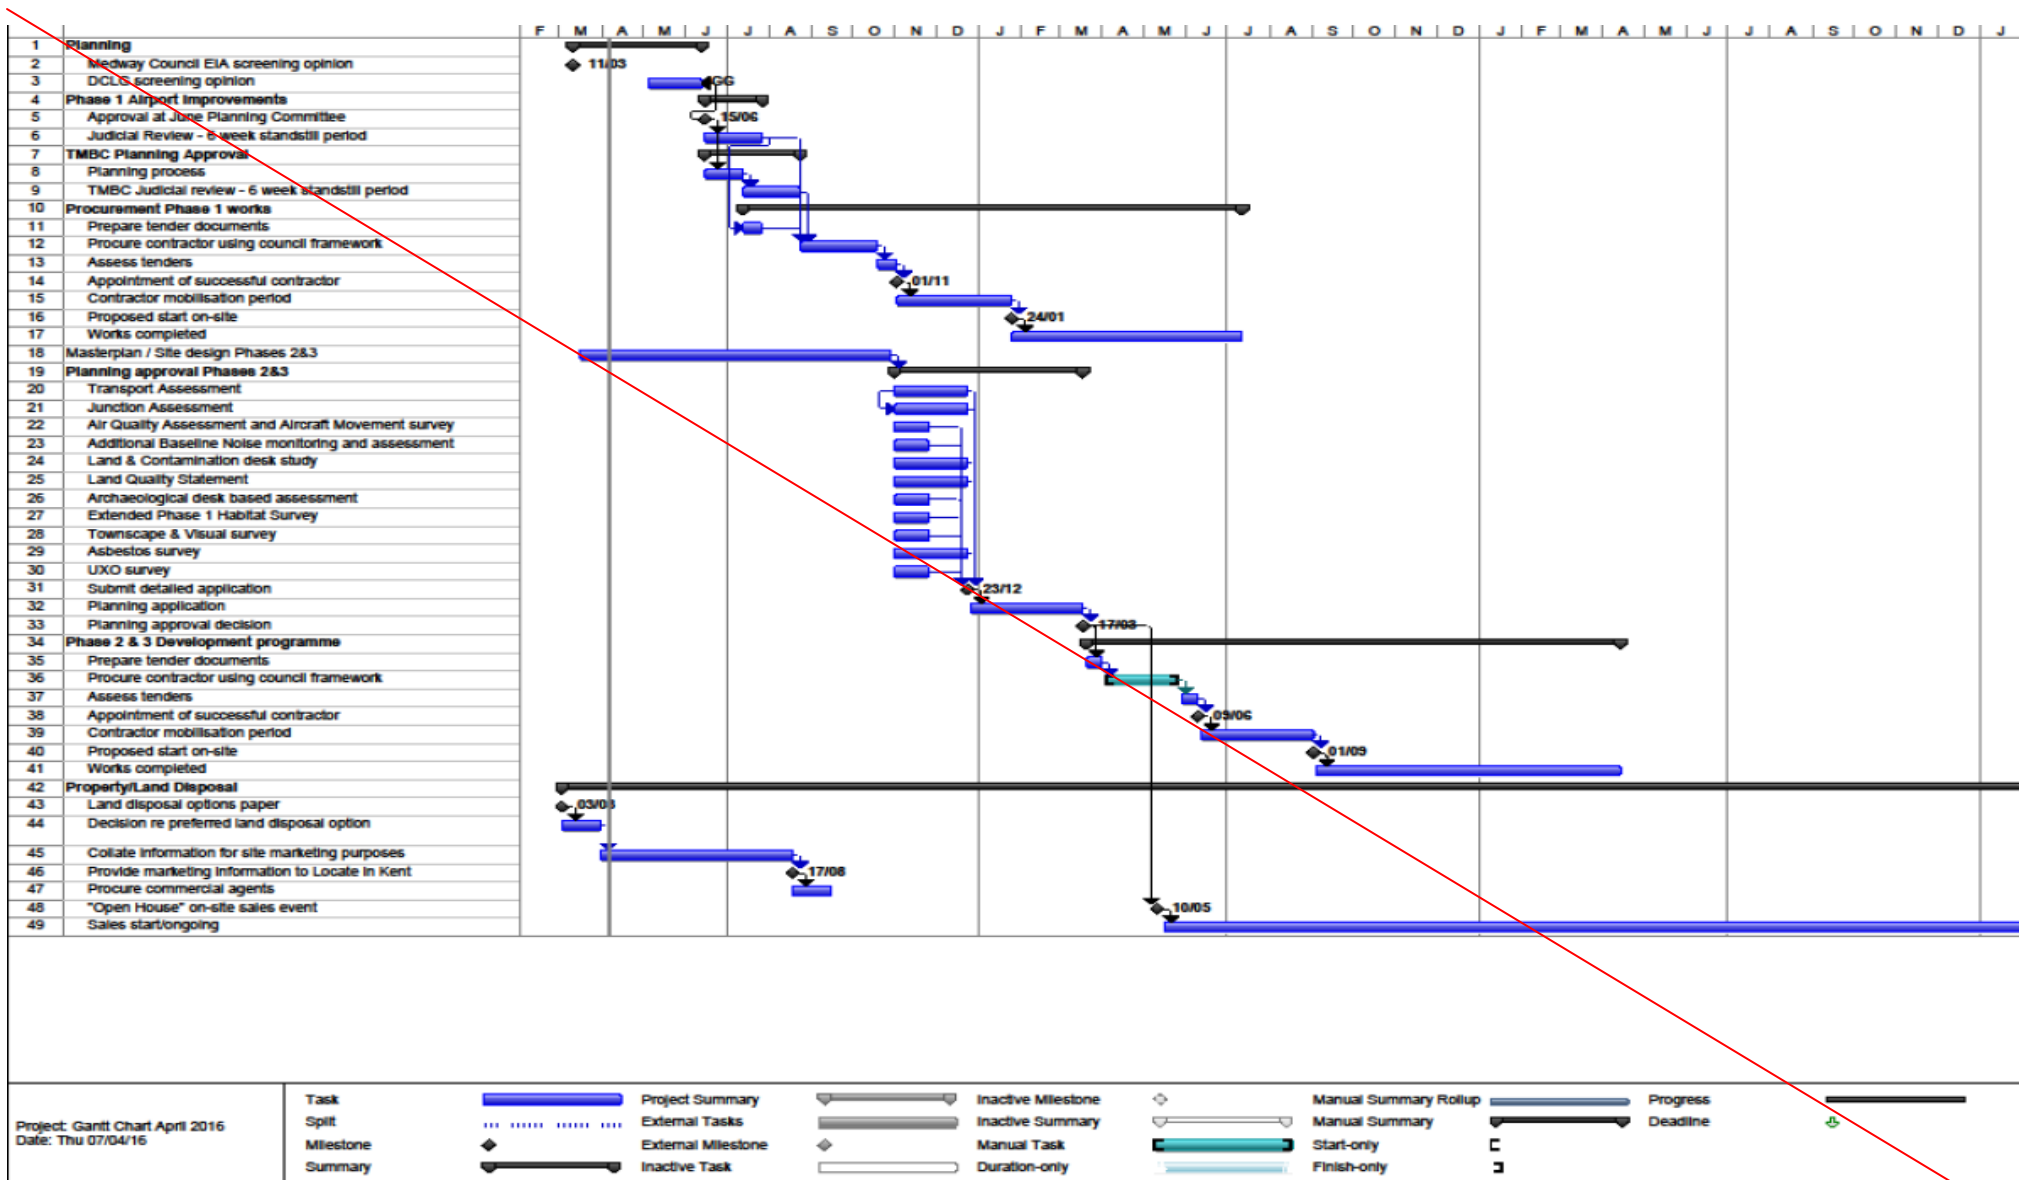 F M A M J J A S O N D J F M A M J J A S O N D J F M A M J J A S O N D J
1 Planning
2 Medway Council EIA screening opinion 11/03
3 DCLG screening opinion
4 Phase 1 Airport Improvements
5 Approval at June Planning Committee 15/06
6 Judicial Review - 6 week standstill period
7 TMBC Planning Approval
8 Planning process
9 TMBC Judicial review - 6 week standstill period
10 Procurement Phase 1 works
11 Prepare tender documents
12 Procure contractor using council framework
13 Assess tenders
14 Appointment of successful contractor 01/11
15 Contractor mobilisation period
16 Proposed start on-site 24/01
17 Works completed
18 Masterplan / Site design Phases 2&3
19 Planning approval Phases 2&3
20 Transport Assessment
21 Junction Assessment
22 Air Quality Assessment and Aircraft Movement survey
23 Additional Baseline Noise monitoring and assessment
24 Land & Contamination desk study
25 Land Quality Statement
26 Archaeological desk based assessment
27 Extended Phase 1 Habitat Survey
28 Townscape & Visual survey
29 Asbestos survey
30 UXO survey
31 Submit detailed application 23/12
32 Planning application
33 Planning approval decision 17/03
34 Phase 2 & 3 Development programme
35 Prepare tender documents
36 Procure contractor using council framework
37 Assess tenders
38 Appointment of successful contractor 09/06
39 Contractor mobilisation period
40 Proposed start on-site 01/09
41 Works completed
42 Property/Land Disposal
43 Land disposal options paper 03/03
44 Decision re preferred land disposal option
45 Collate information for site marketing purposes
46 Provide marketing information to Locate in Kent 17/08
47 Procure commercial agents
48 "Open House" on-site sales event 10/05
49 Sales start/ongoing
Project: Gantt Chart April 2016
Date: Thu 07/04/16
Task Project Summary Inactive Milestone Manual Summary Rollup Progress
Split External Tasks Inactive Summary Manual Summary Deadline
Milestone External Milestone Manual Task Start-only
Summary Inactive Task Duration-only Finish-only